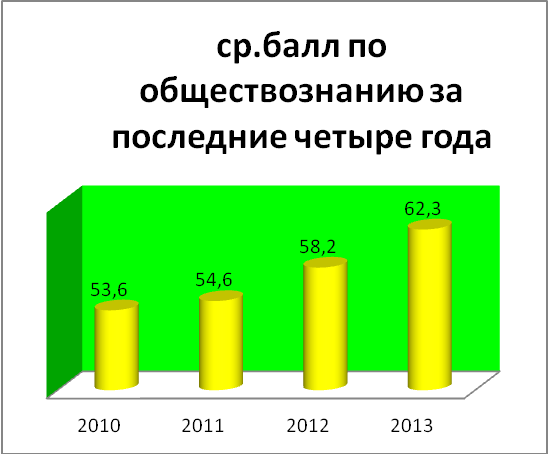 ср.балл по
обществознанию за
последние четыре года
62,3
58,2
54,6
53,6
2010 2011 2012 2013